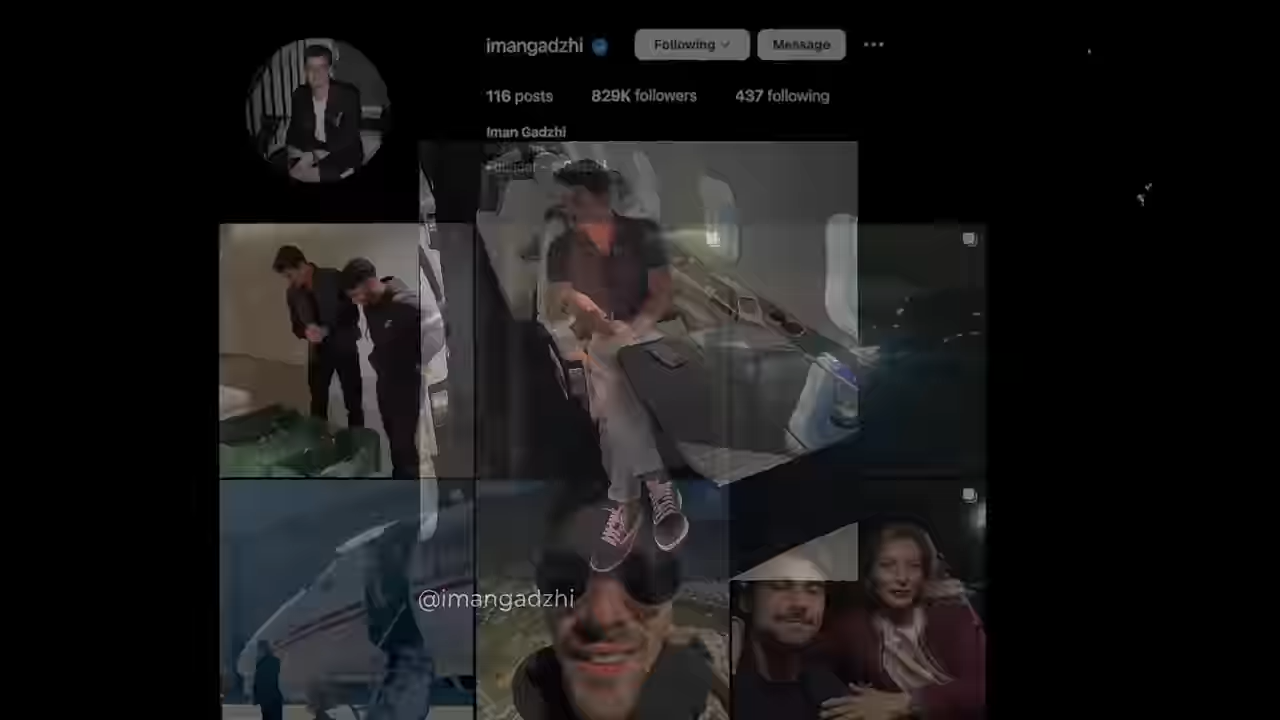 imangadzhi
Following
Message
116 posts
829K followers
437 following
Iman Gadzhi
@imangadzhi